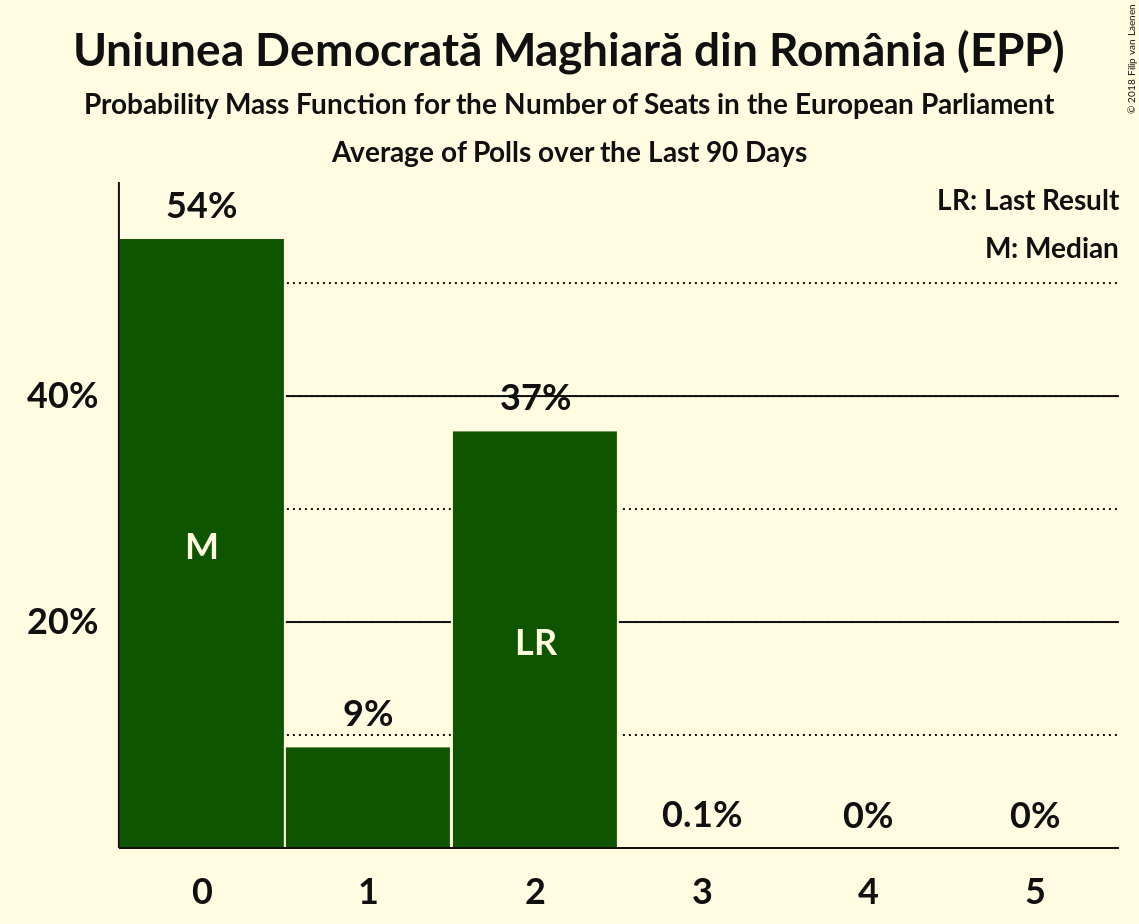 Uniunea Democrată Maghiară din România (EPP)
Probability Mass Function for the Number of Seats in the European Parliament
Average of Polls over the Last 90 Days
© 2018 Filip van Laenen
LR: Last Result
M: Median
54%
40%
37%
M
20%
LR
9%
0.1%
0%
0%
0
1
2
3
4
5